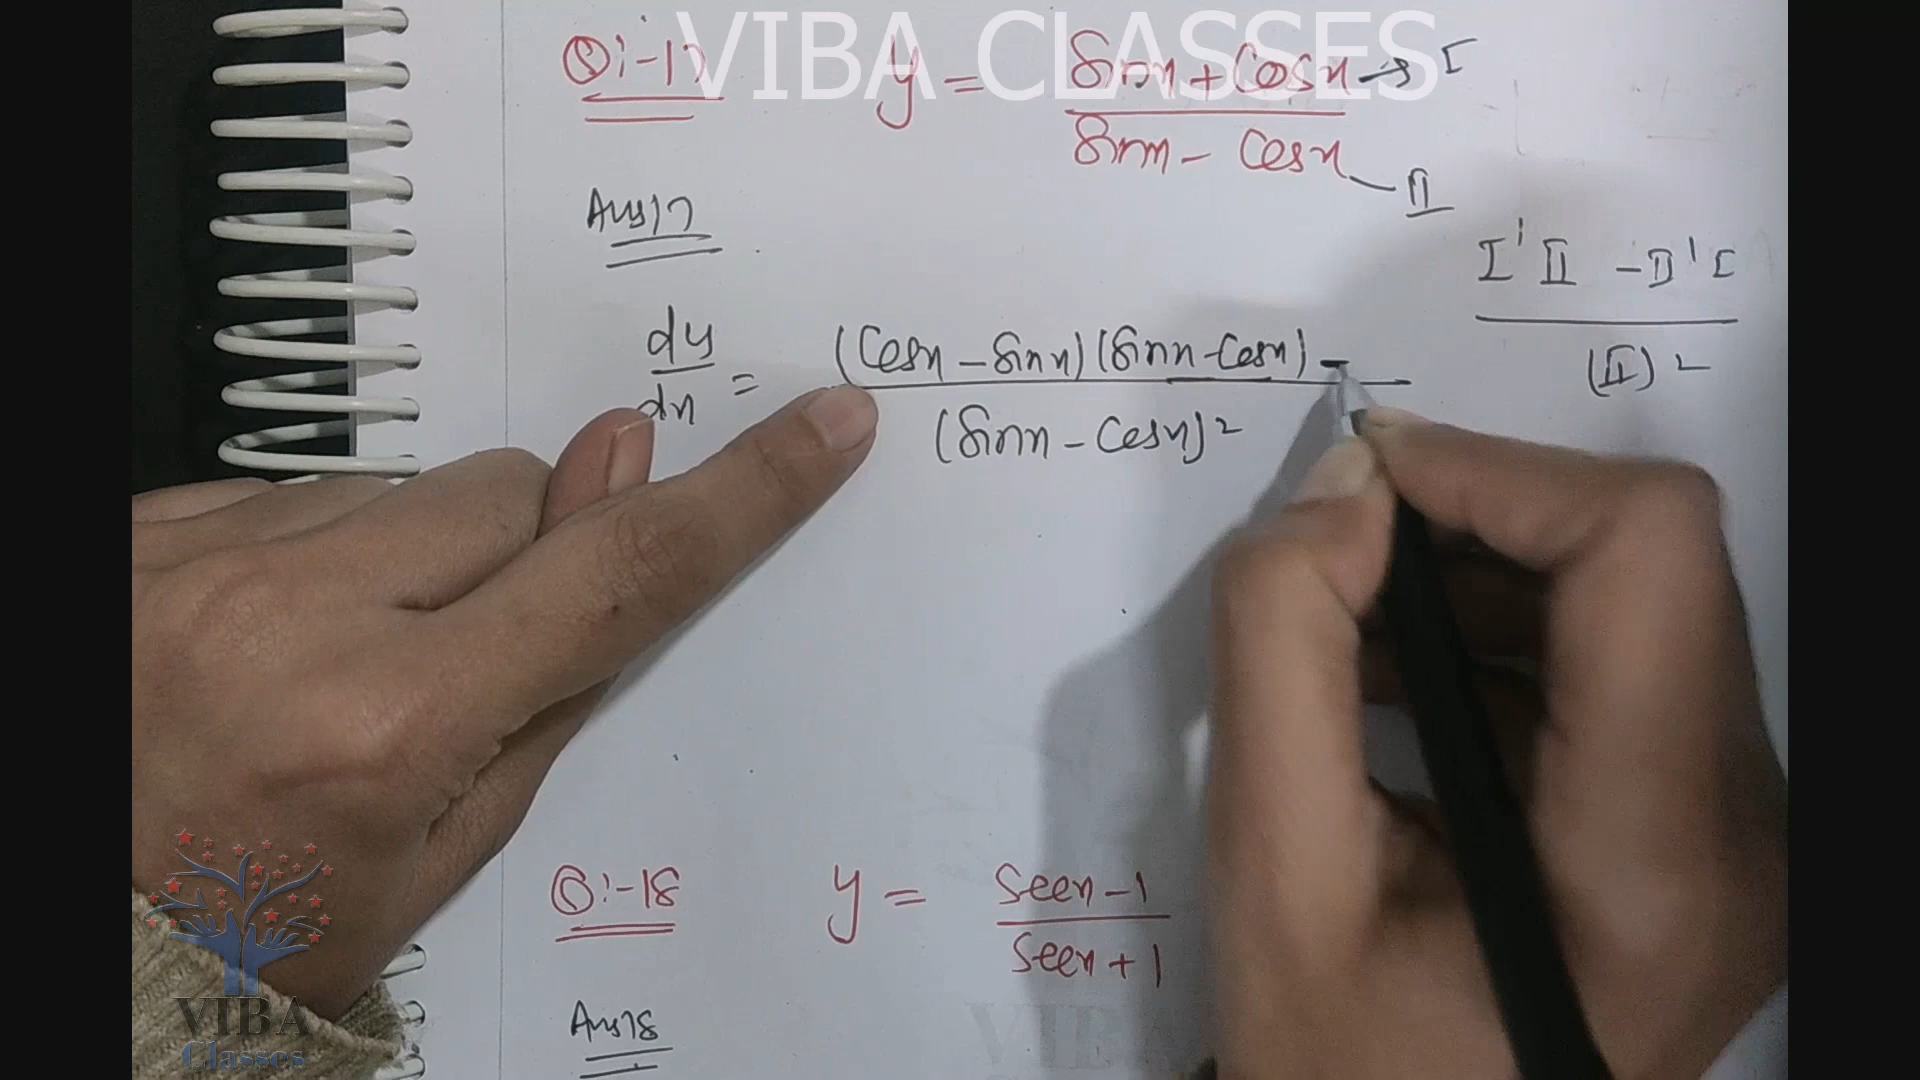 VIBA CLASSES
Q:-17 y = Sinx + Cosx → I
Sinx - Cosx - II
Ans17
I' II - II' I
(II)2
dy
dx
= (Cosx - Sinx)(Sinx - Cosx) -
(Sinx - Cosx)2
Q:-18 y = Secx - 1
Secx + 1
Ans18
VIBA
Classes
VIB